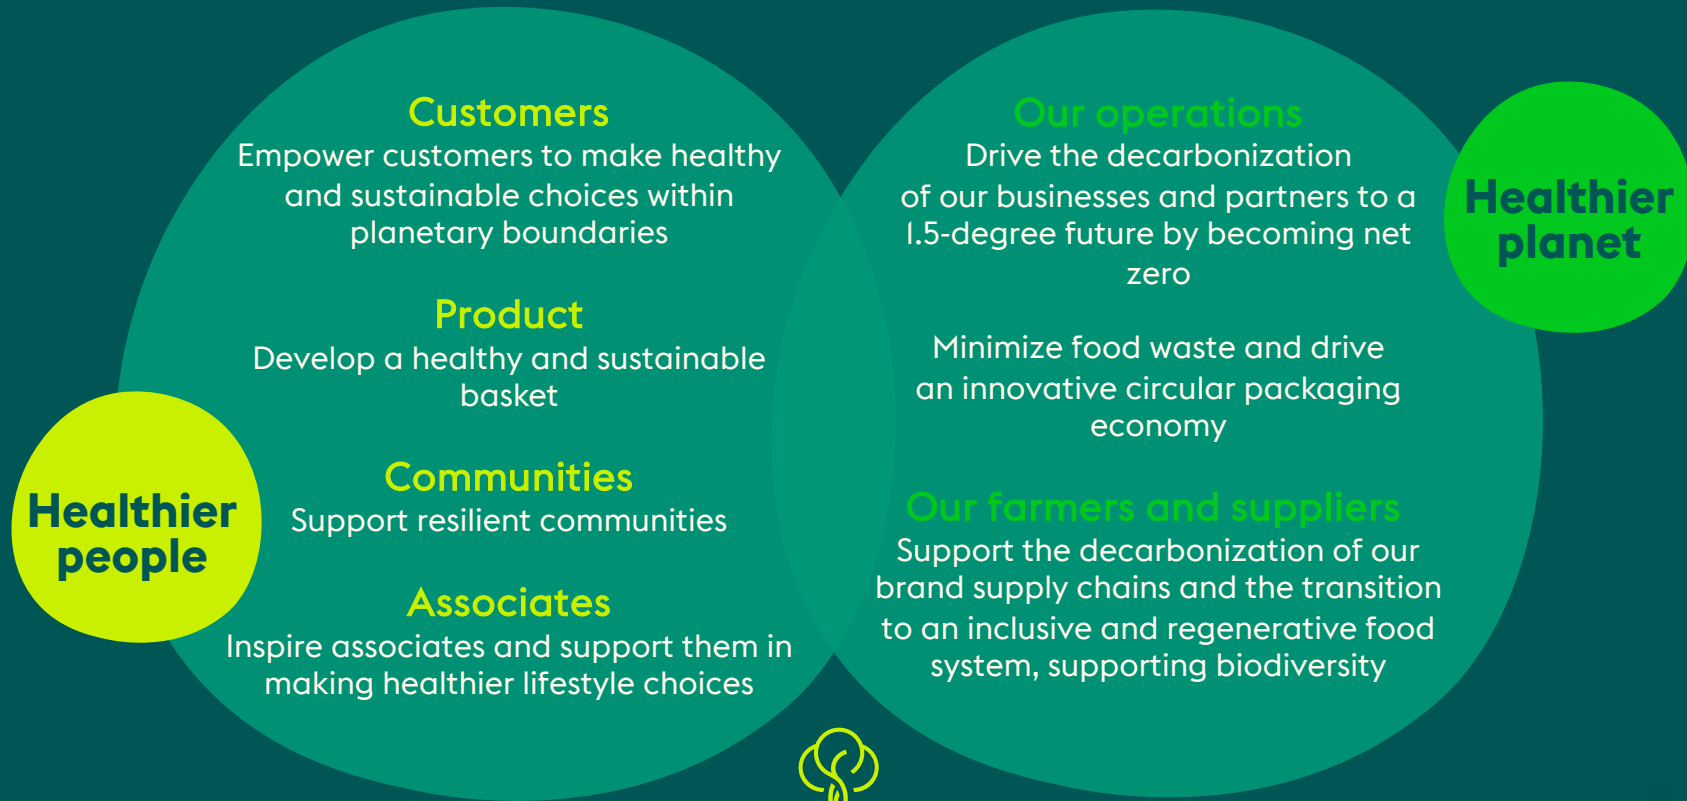 Customers
Empower customers to make healthy
and sustainable choices within
planetary boundaries
Product
Develop a healthy and sustainable
basket
Communities
Support resilient communities
Associates
Inspire associates and support them in
making healthier lifestyle choices
Healthier
people
Our operations
Drive the decarbonization
of our businesses and partners to a
1.5-degree future by becoming net
zero
Minimize food waste and drive
an innovative circular packaging
economy
Our farmers and suppliers
Support the decarbonization of our
brand supply chains and the transition
to an inclusive and regenerative food
system, supporting biodiversity
Healthier
planet